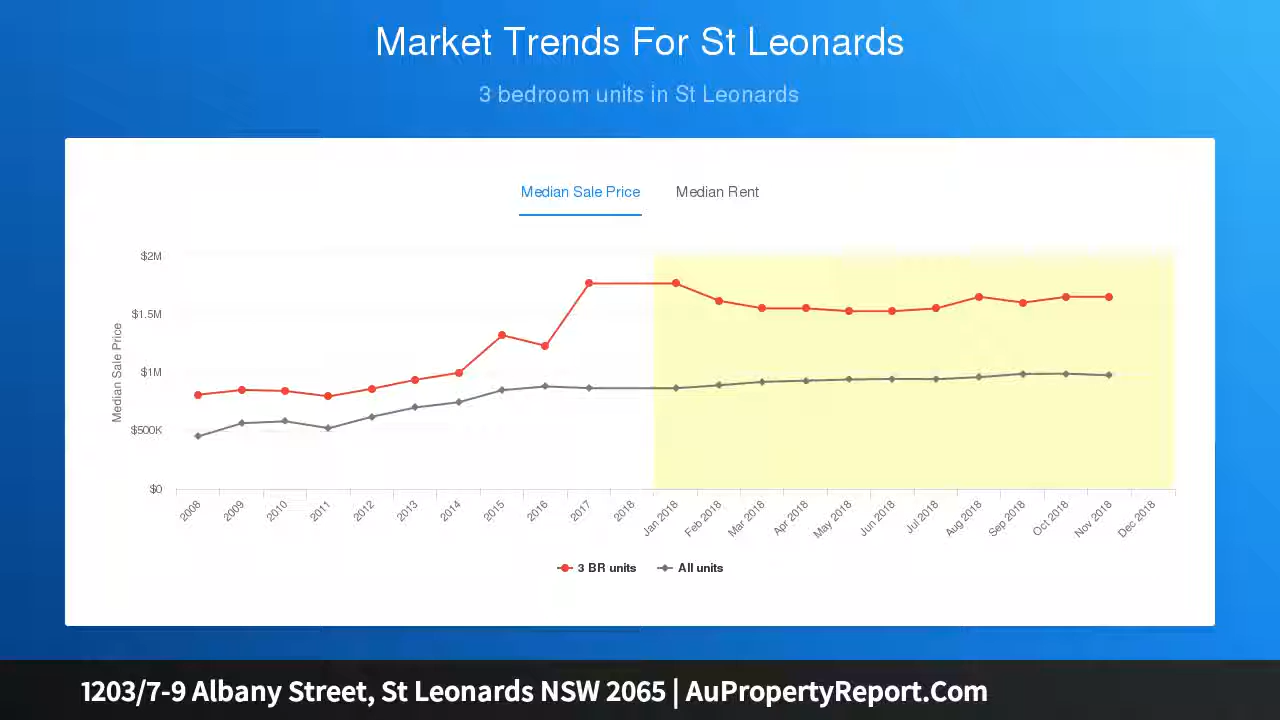 Market Trends For St Leonards
3 bedroom units in St Leonards
Median Sale Price Median Rent
$2M
$1.5M
$1M
$500K
$0
Median Sale Price
2008 2009 2010 2011 2012 2013 2014 2015 2016 2017 2018 Jan 2018 Feb 2018 Mar 2018 Apr 2018 May 2018 Jun 2018 Jul 2018 Aug 2018 Sep 2018 Oct 2018 Nov 2018 Dec 2018
3 BR units All units
1203/7-9 Albany Street, St Leonards NSW 2065 | AuPropertyReport.Com